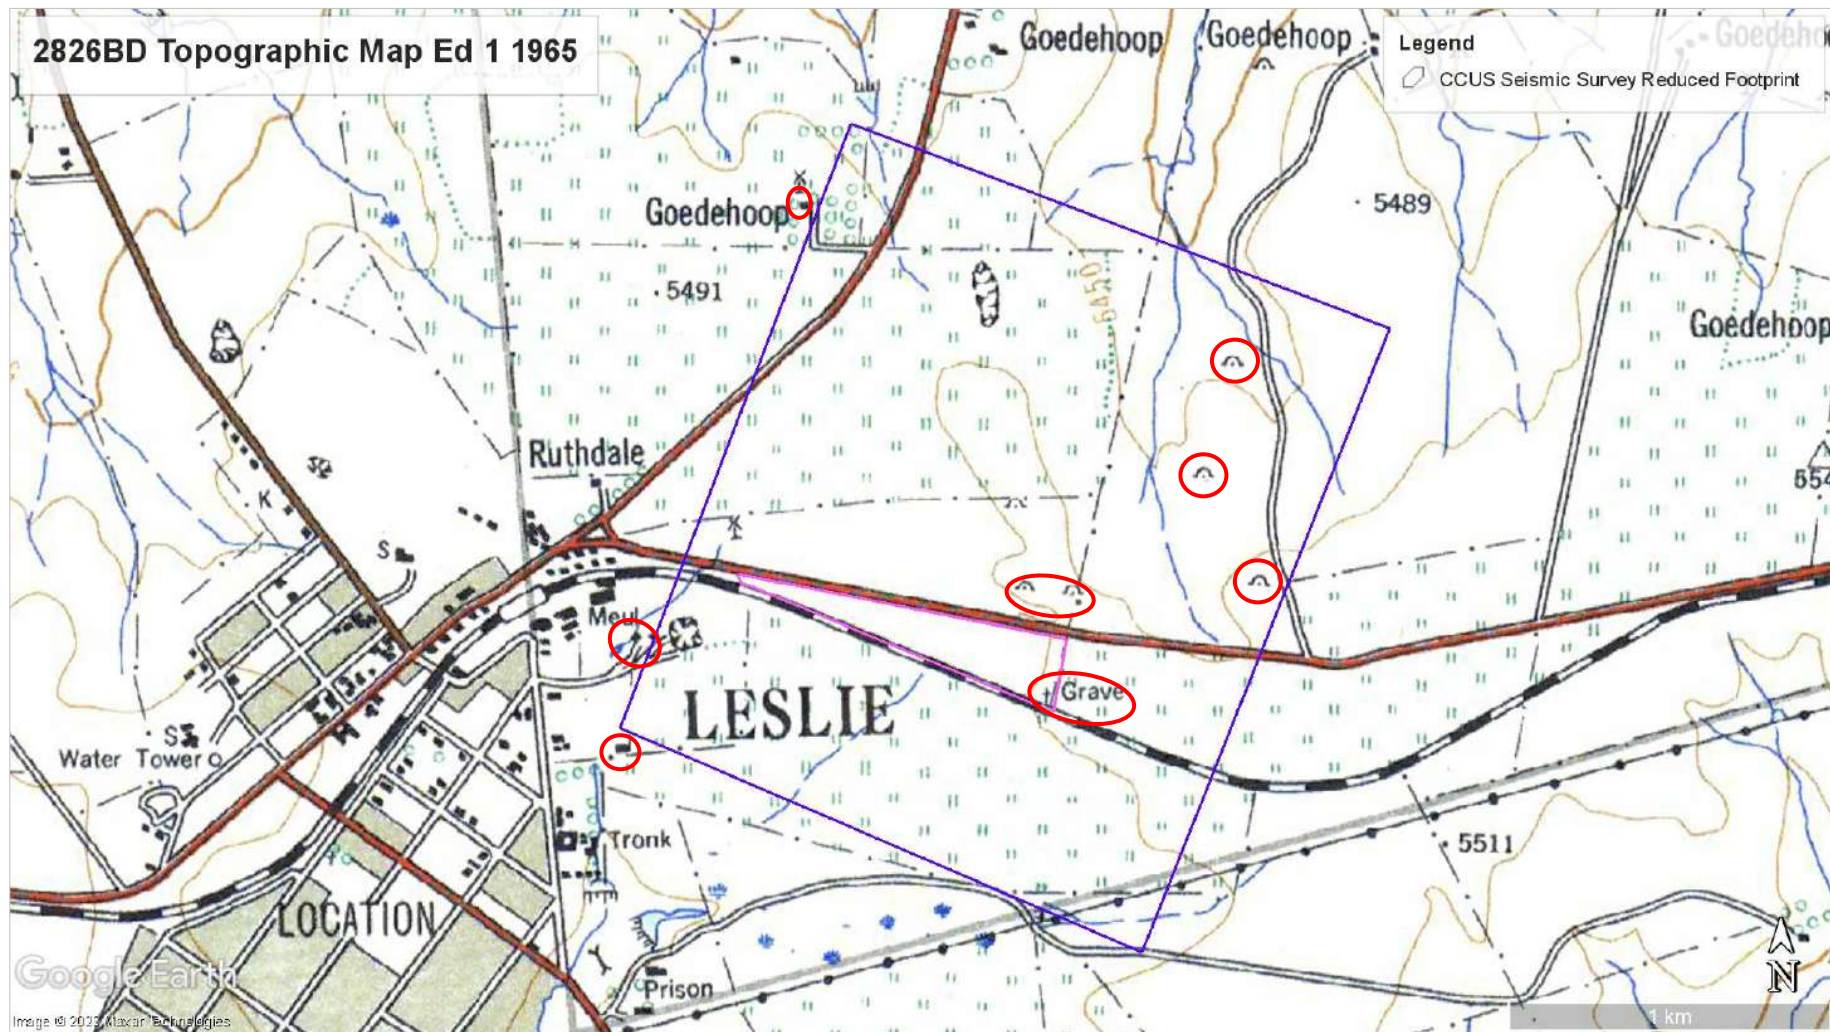 2826BD Topographic Map Ed 1 1965
Goedehoop
Goedehoop
Legend
CCUS Seismic Survey Reduced Footprint
Goedehoop
5491
5489
6450
Goedehoop
Ruthdale
K
S
Meul
LESLIE
Grave
S
Water Tower
Tronk
5511
LOCATION
Prison
Google Earth
N
1 km
Image © 2023 Maxar Technologies